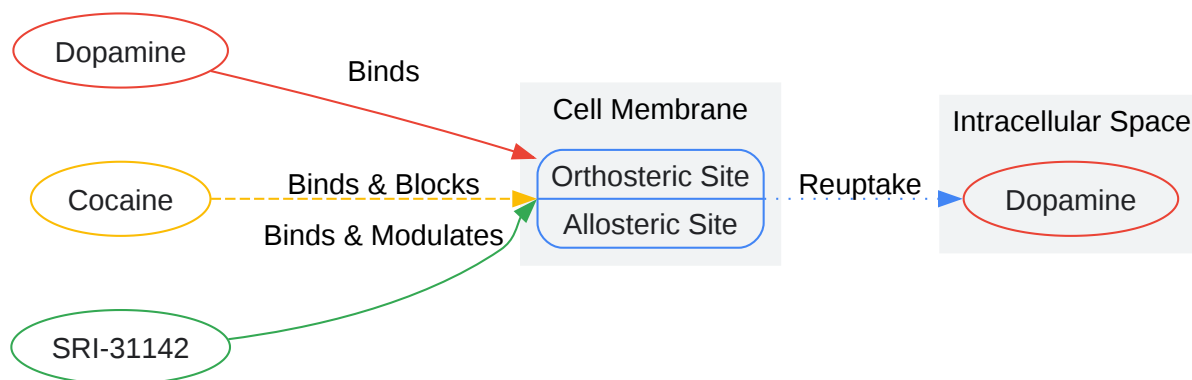 Dopamine
Binds
Cell Membrane
Intracellular Space
Orthosteric Site
Allosteric Site
Cocaine
Binds & Blocks
Reuptake
Dopamine
Binds & Modulates
SRI-31142